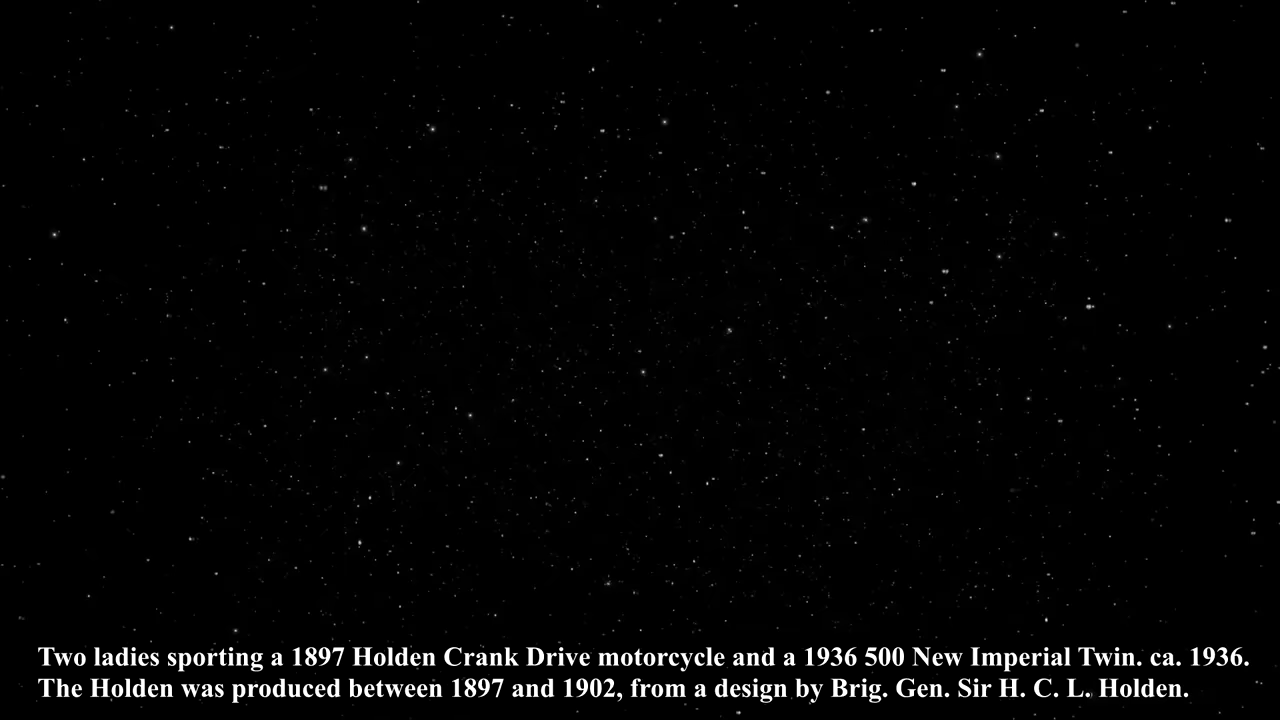 Two ladies sporting a 1897 Holden Crank Drive motorcycle and a 1936 500 New Imperial Twin. ca. 1936.
The Holden was produced between 1897 and 1902, from a design by Brig. Gen. Sir H. C. L. Holden.